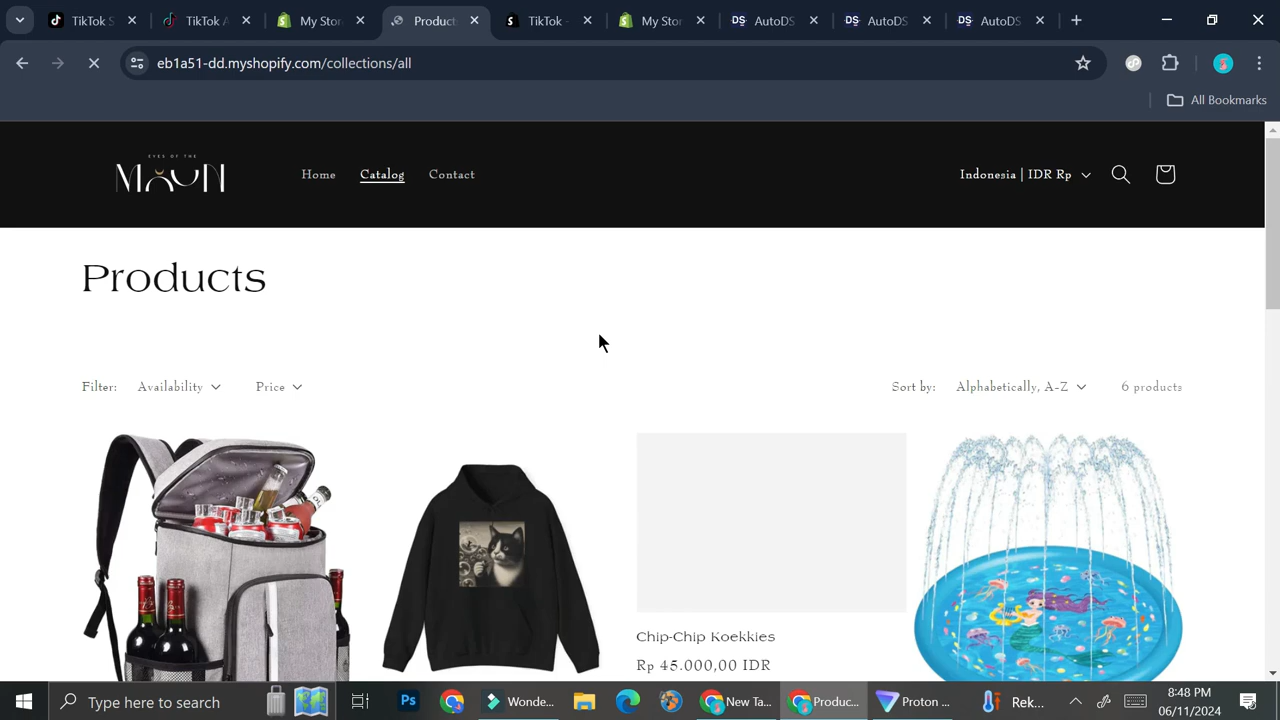 TikTok S
TikTok A
My Stor
Product
TikTok -
My Stor
AutoDS
AutoDS
AutoDS
eb1a51-dd.myshopify.com/collections/all
All Bookmarks
EYES OF THE
MOON
Home
Catalog
Contact
Indonesia | IDR Rp
Products
Filter:
Availability
Price
Sort by:
Alphabetically, A-Z
6 products
Chip-Chip Koekkies
Rp 45.000,00 IDR
Type here to search
Ps
Wonde...
New Ta...
Produc...
Proton ...
Rek...
8:48 PM
06/11/2024